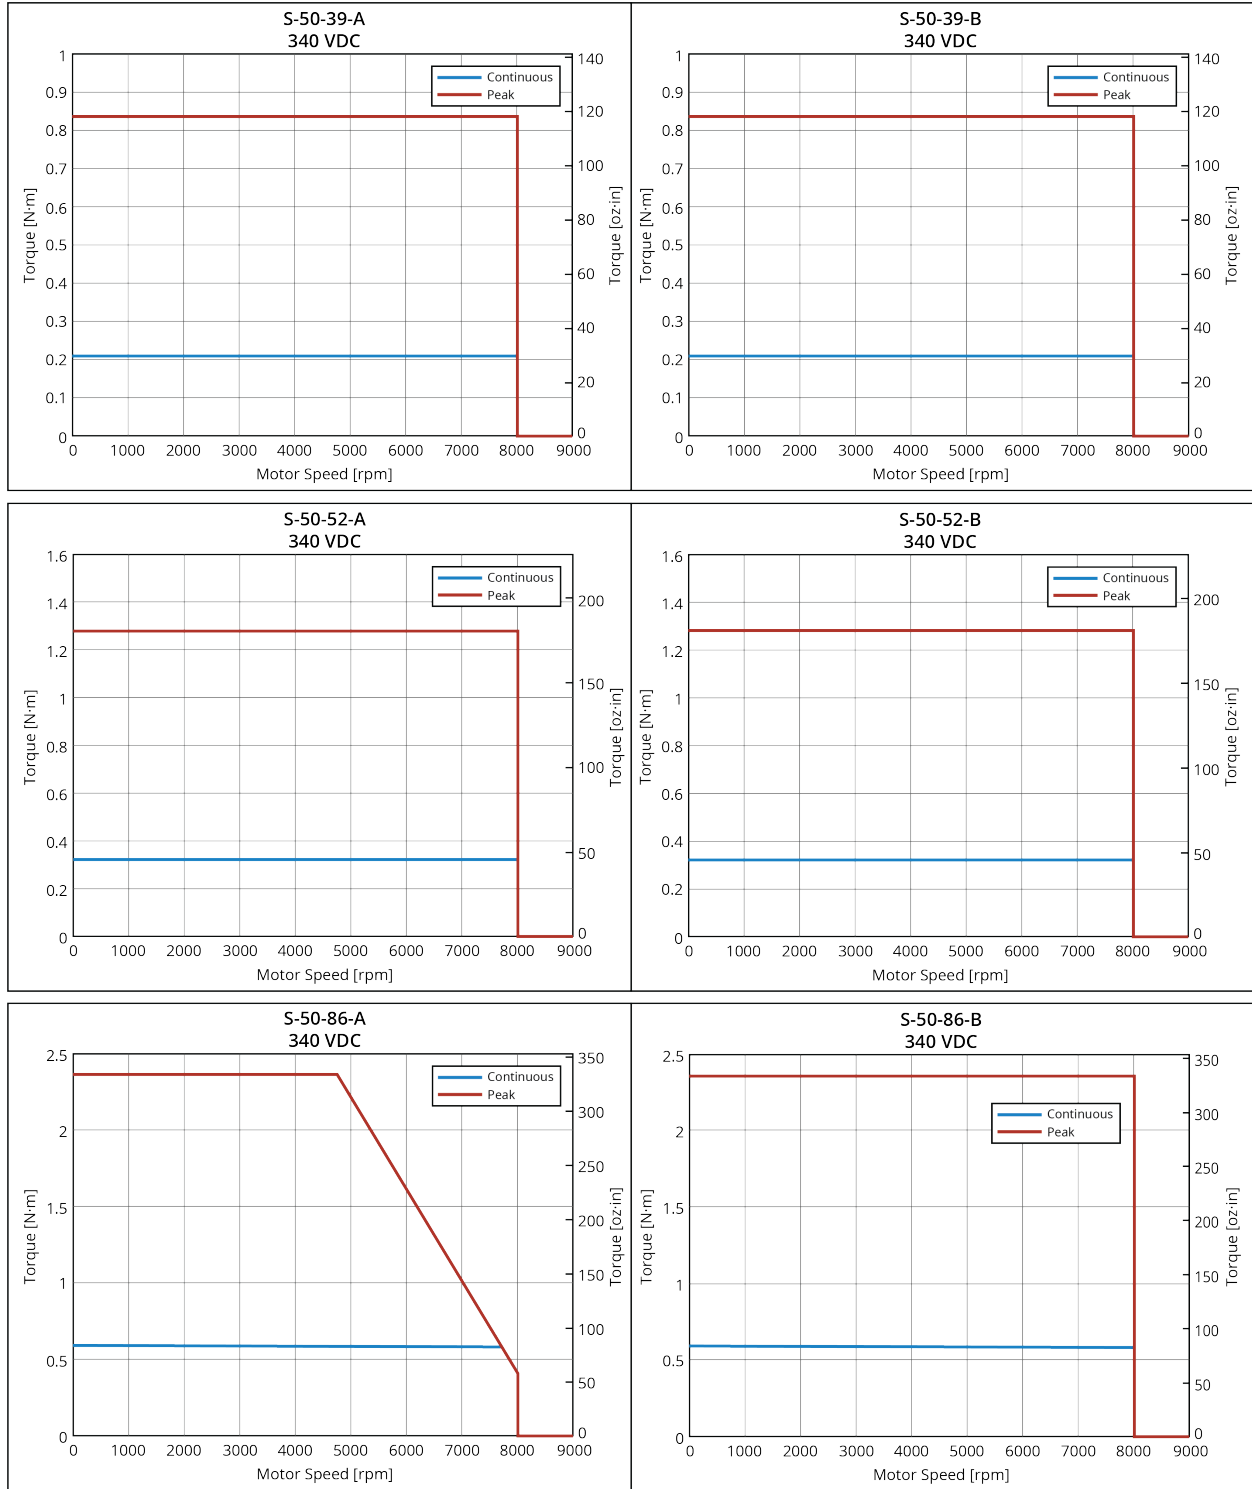 S-50-39-A
340 VDC
Continuous
Peak
1
0.9
0.8
0.7
0.6
0.5
0.4
0.3
0.2
0.1
0
Torque [N·m]
140
120
100
80
60
40
20
0
Torque [oz·in]
0 1000 2000 3000 4000 5000 6000 7000 8000 9000
Motor Speed [rpm]
S-50-39-B
340 VDC
Continuous
Peak
1
0.9
0.8
0.7
0.6
0.5
0.4
0.3
0.2
0.1
0
Torque [N·m]
140
120
100
80
60
40
20
0
Torque [oz·in]
0 1000 2000 3000 4000 5000 6000 7000 8000 9000
Motor Speed [rpm]
S-50-52-A
340 VDC
Continuous
Peak
1.6
1.4
1.2
1
0.8
0.6
0.4
0.2
0
Torque [N·m]
200
150
100
50
0
Torque [oz·in]
0 1000 2000 3000 4000 5000 6000 7000 8000 9000
Motor Speed [rpm]
S-50-52-B
340 VDC
Continuous
Peak
1.6
1.4
1.2
1
0.8
0.6
0.4
0.2
0
Torque [N·m]
200
150
100
50
0
Torque [oz·in]
0 1000 2000 3000 4000 5000 6000 7000 8000 9000
Motor Speed [rpm]
S-50-86-A
340 VDC
Continuous
Peak
2.5
2
1.5
1
0.5
0
Torque [N·m]
350
300
250
200
150
100
50
0
Torque [oz·in]
0 1000 2000 3000 4000 5000 6000 7000 8000 9000
Motor Speed [rpm]
S-50-86-B
340 VDC
Continuous
Peak
2.5
2
1.5
1
0.5
0
Torque [N·m]
350
300
250
200
150
100
50
0
Torque [oz·in]
0 1000 2000 3000 4000 5000 6000 7000 8000 9000
Motor Speed [rpm]